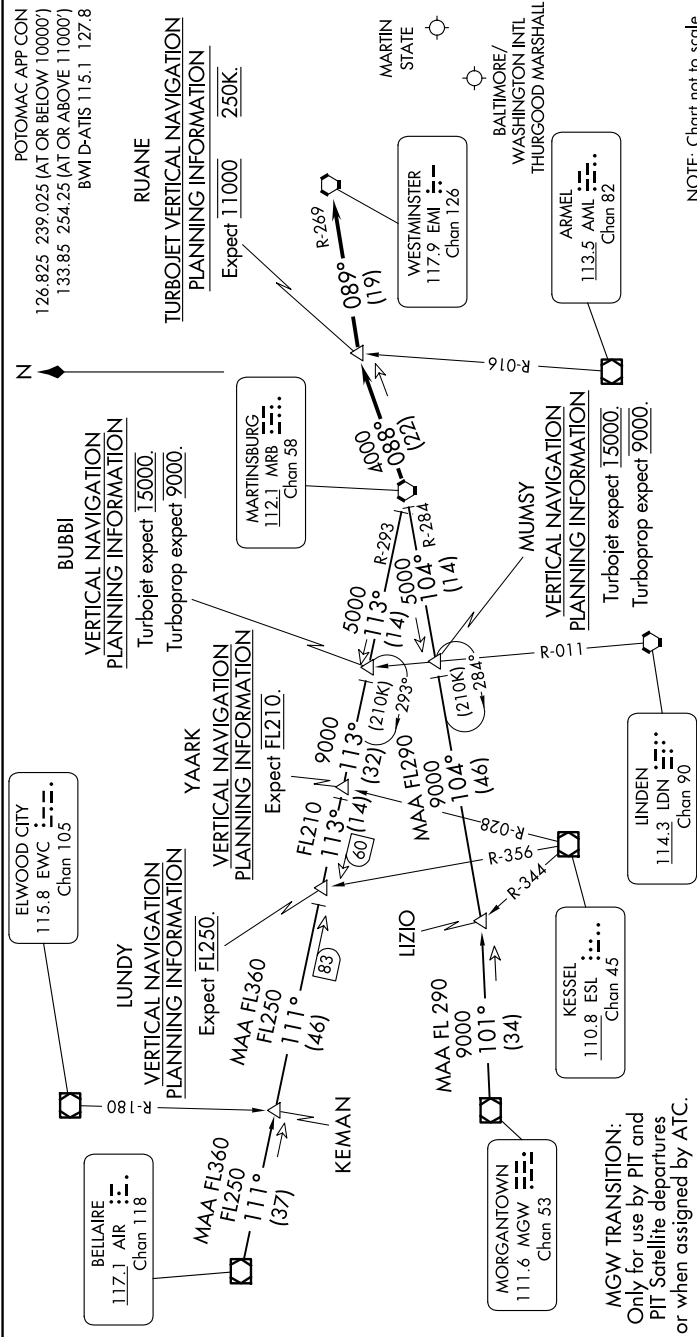 POTOMAC APP CON
126.825 239.025 (AT OR BELOW 10000')
133.85 254.25 (AT OR ABOVE 11000')
BWI D-ATIS 115.1 127.8
N
RUANE
TURBOJET VERTICAL NAVIGATION
PLANNING INFORMATION
Expect 11000 250K.
MARTIN
STATE
BALTIMORE/
WASHINGTON INTL
THURGOOD MARSHALL
BUBBI
VERTICAL NAVIGATION
PLANNING INFORMATION
Turbojet expect 15000.
Turboprop expect 9000.
MARTINSBURG
112.1 MRB
Chan 58
WESTMINSTER
117.9 EMI
Chan 126
R-269
089°
(19)
4000
088°
(22)
R-016
ARMEL
113.5 AML
Chan 82
ELWOOD CITY
115.8 EWC
Chan 105
YAARK
VERTICAL NAVIGATION
PLANNING INFORMATION
Expect FL210.
LUNDY
VERTICAL NAVIGATION
PLANNING INFORMATION
Expect FL250.
R-180
BELLAIRE
117.1 AIR
Chan 118
MAA FL360
FL250
111°
(37)
KEMAN
MAA FL360
FL250
111°
(46)
83
FL210
113°
(14)
60
9000
113°
(32)
(210K)
293°
5000
113°
(14)
R-293
R-284
5000
104°
(14)
(210K)
284°
MAA FL290
9000
104°
(46)
MUMSY
VERTICAL NAVIGATION
PLANNING INFORMATION
Turbojet expect 15000.
Turboprop expect 9000.
R-011
LINDEN
114.3 LDN
Chan 90
R-028
R-356
R-344
LIZIO
KESSEL
110.8 ESL
Chan 45
MAA FL 290
9000
101°
(34)
MORGANTOWN
111.6 MGW
Chan 53
MGW TRANSITION:
Only for use by PIT and
PIT Satellite departures
or when assigned by ATC.
NOTE: Chart not to scale